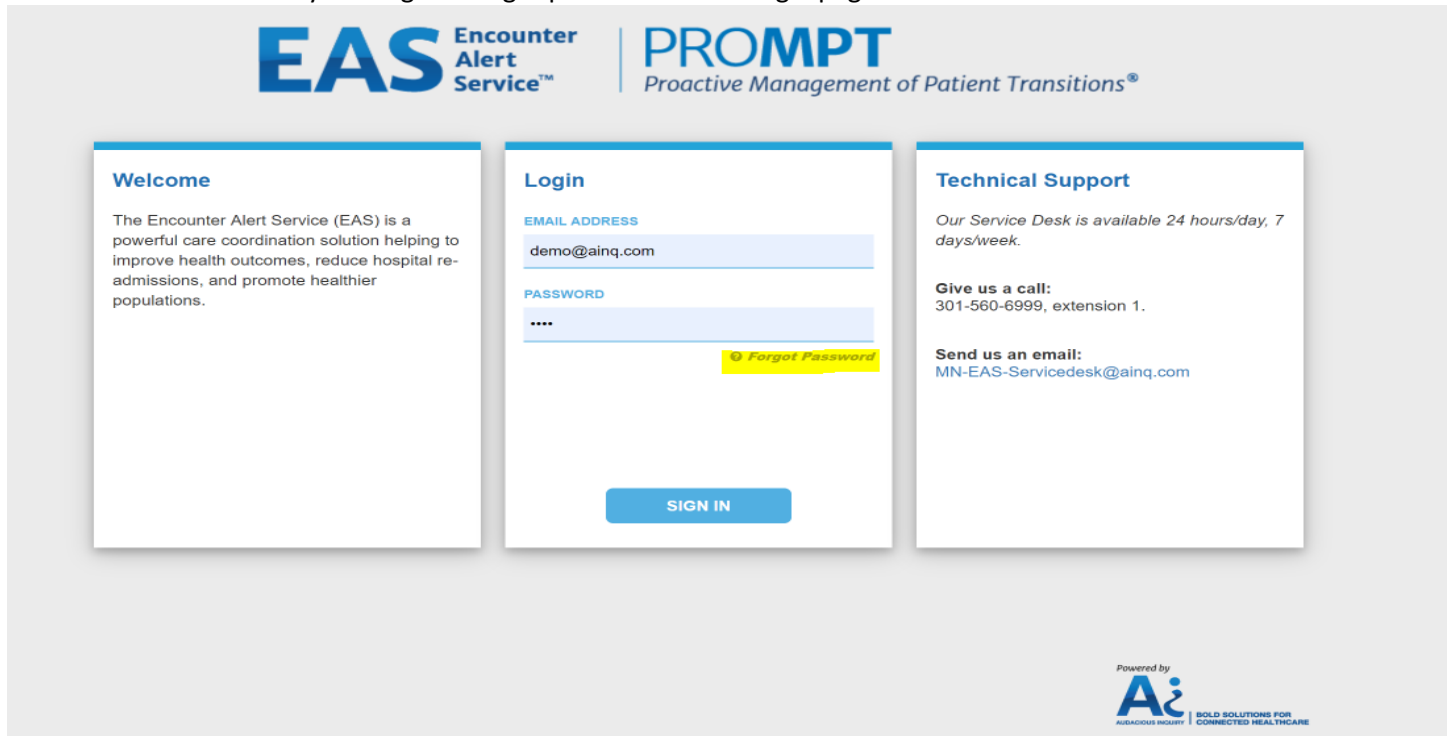 EAS Encounter Alert Service™
PROMPT
Proactive Management of Patient Transitions®
Welcome
The Encounter Alert Service (EAS) is a
powerful care coordination solution helping to
improve health outcomes, reduce hospital re-
admissions, and promote healthier
populations.
Login
EMAIL ADDRESS
demo@ainq.com
PASSWORD
••••
Forgot Password
SIGN IN
Technical Support
Our Service Desk is available 24 hours/day, 7
days/week.
Give us a call:
301-560-6999, extension 1.
Send us an email:
MN-EAS-Servicedesk@ainq.com
Powered by
Ai
AUDACIOUS INQUIRY
BOLD SOLUTIONS FOR
CONNECTED HEALTHCARE